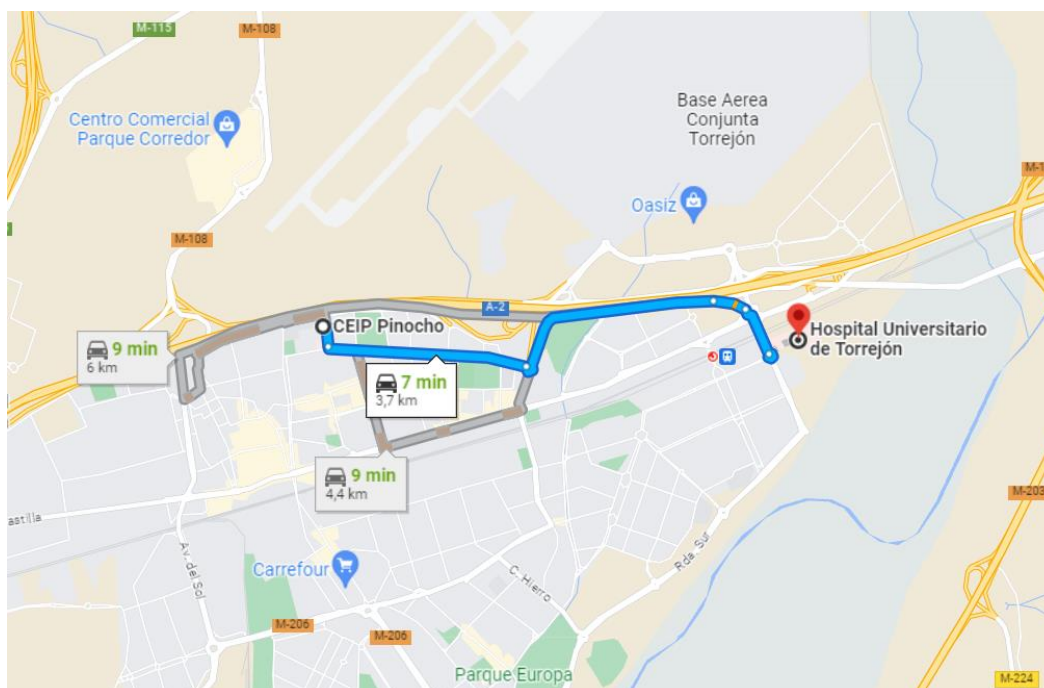 M-115
M-108
Centro Comercial
Parque Corredor
Base Aerea
Conjunta
Torrejón
M-1
Oasiz
M-108
A-2
CEIP Pinocho
Hospital Universitario
de Torrejón
9 min
6 km
7 min
3,7 km
9 min
4,4 km
M-203
astilla
Av. del Sol
Carrefour
C. Hierro
Rda. Sur
M-206
M-206
Parque Europa
M-224